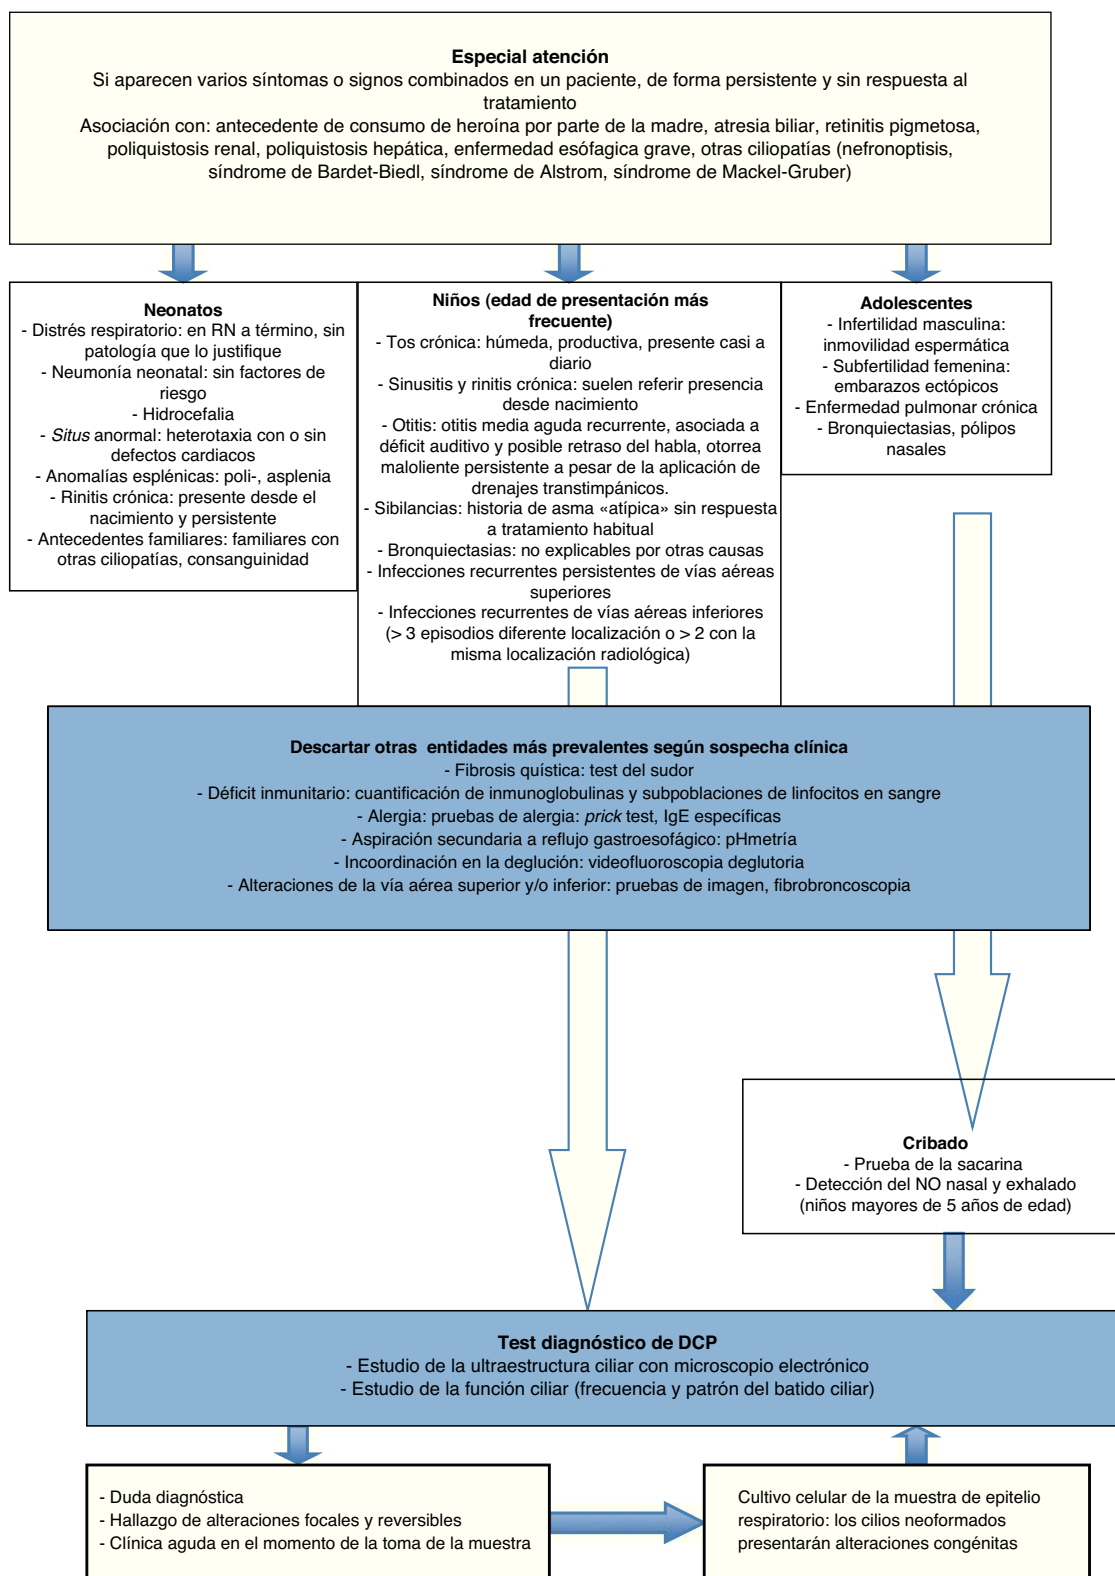 Especial atención
Si aparecen varios síntomas o signos combinados en un paciente, de forma persistente y sin respuesta al
tratamiento
Asociación con: antecedente de consumo de heroína por parte de la madre, atresia biliar, retinitis pigmetosa,
poliquistosis renal, poliquistosis hepática, enfermedad esófagica grave, otras ciliopatías (nefronoptisis,
síndrome de Bardet-Biedl, síndrome de Alstrom, síndrome de Mackel-Gruber)
Neonatos
- Distrés respiratorio: en RN a término, sin
patología que lo justifique
- Neumonía neonatal: sin factores de
riesgo
- Hidrocefalia
- Situs anormal: heterotaxia con o sin
defectos cardiacos
- Anomalías esplénicas: poli-, asplenia
- Rinitis crónica: presente desde el
nacimiento y persistente
- Antecedentes familiares: familiares con
otras ciliopatías, consanguinidad
Niños (edad de presentación más
frecuente)
- Tos crónica: húmeda, productiva, presente casi a
diario
- Sinusitis y rinitis crónica: suelen referir presencia
desde nacimiento
- Otitis: otitis media aguda recurrente, asociada a
déficit auditivo y posible retraso del habla, otorrea
maloliente persistente a pesar de la aplicación de
drenajes transtimpánicos.
- Sibilancias: historia de asma «atípica» sin respuesta
a tratamiento habitual
- Bronquiectasias: no explicables por otras causas
- Infecciones recurrentes persistentes de vías aéreas
superiores
- Infecciones recurrentes de vías aéreas inferiores
(> 3 episodios diferente localización o > 2 con la
misma localización radiológica)
Adolescentes
- Infertilidad masculina:
inmovilidad espermática
- Subfertilidad femenina:
embarazos ectópicos
- Enfermedad pulmonar crónica
- Bronquiectasias, pólipos
nasales
Descartar otras entidades más prevalentes según sospecha clínica
- Fibrosis quística: test del sudor
- Déficit inmunitario: cuantificación de inmunoglobulinas y subpoblaciones de linfocitos en sangre
- Alergia: pruebas de alergia: prick test, IgE específicas
- Aspiración secundaria a reflujo gastroesofágico: pHmetría
- Incoordinación en la deglución: videofluoroscopia deglutoria
- Alteraciones de la vía aérea superior y/o inferior: pruebas de imagen, fibrobroncoscopia
Cribado
- Prueba de la sacarina
- Detección del NO nasal y exhalado
(niños mayores de 5 años de edad)
Test diagnóstico de DCP
- Estudio de la ultraestructura ciliar con microscopio electrónico
- Estudio de la función ciliar (frecuencia y patrón del batido ciliar)
- Duda diagnóstica
- Hallazgo de alteraciones focales y reversibles
- Clínica aguda en el momento de la toma de la muestra
Cultivo celular de la muestra de epitelio
respiratorio: los cilios neoformados
presentarán alteraciones congénitas